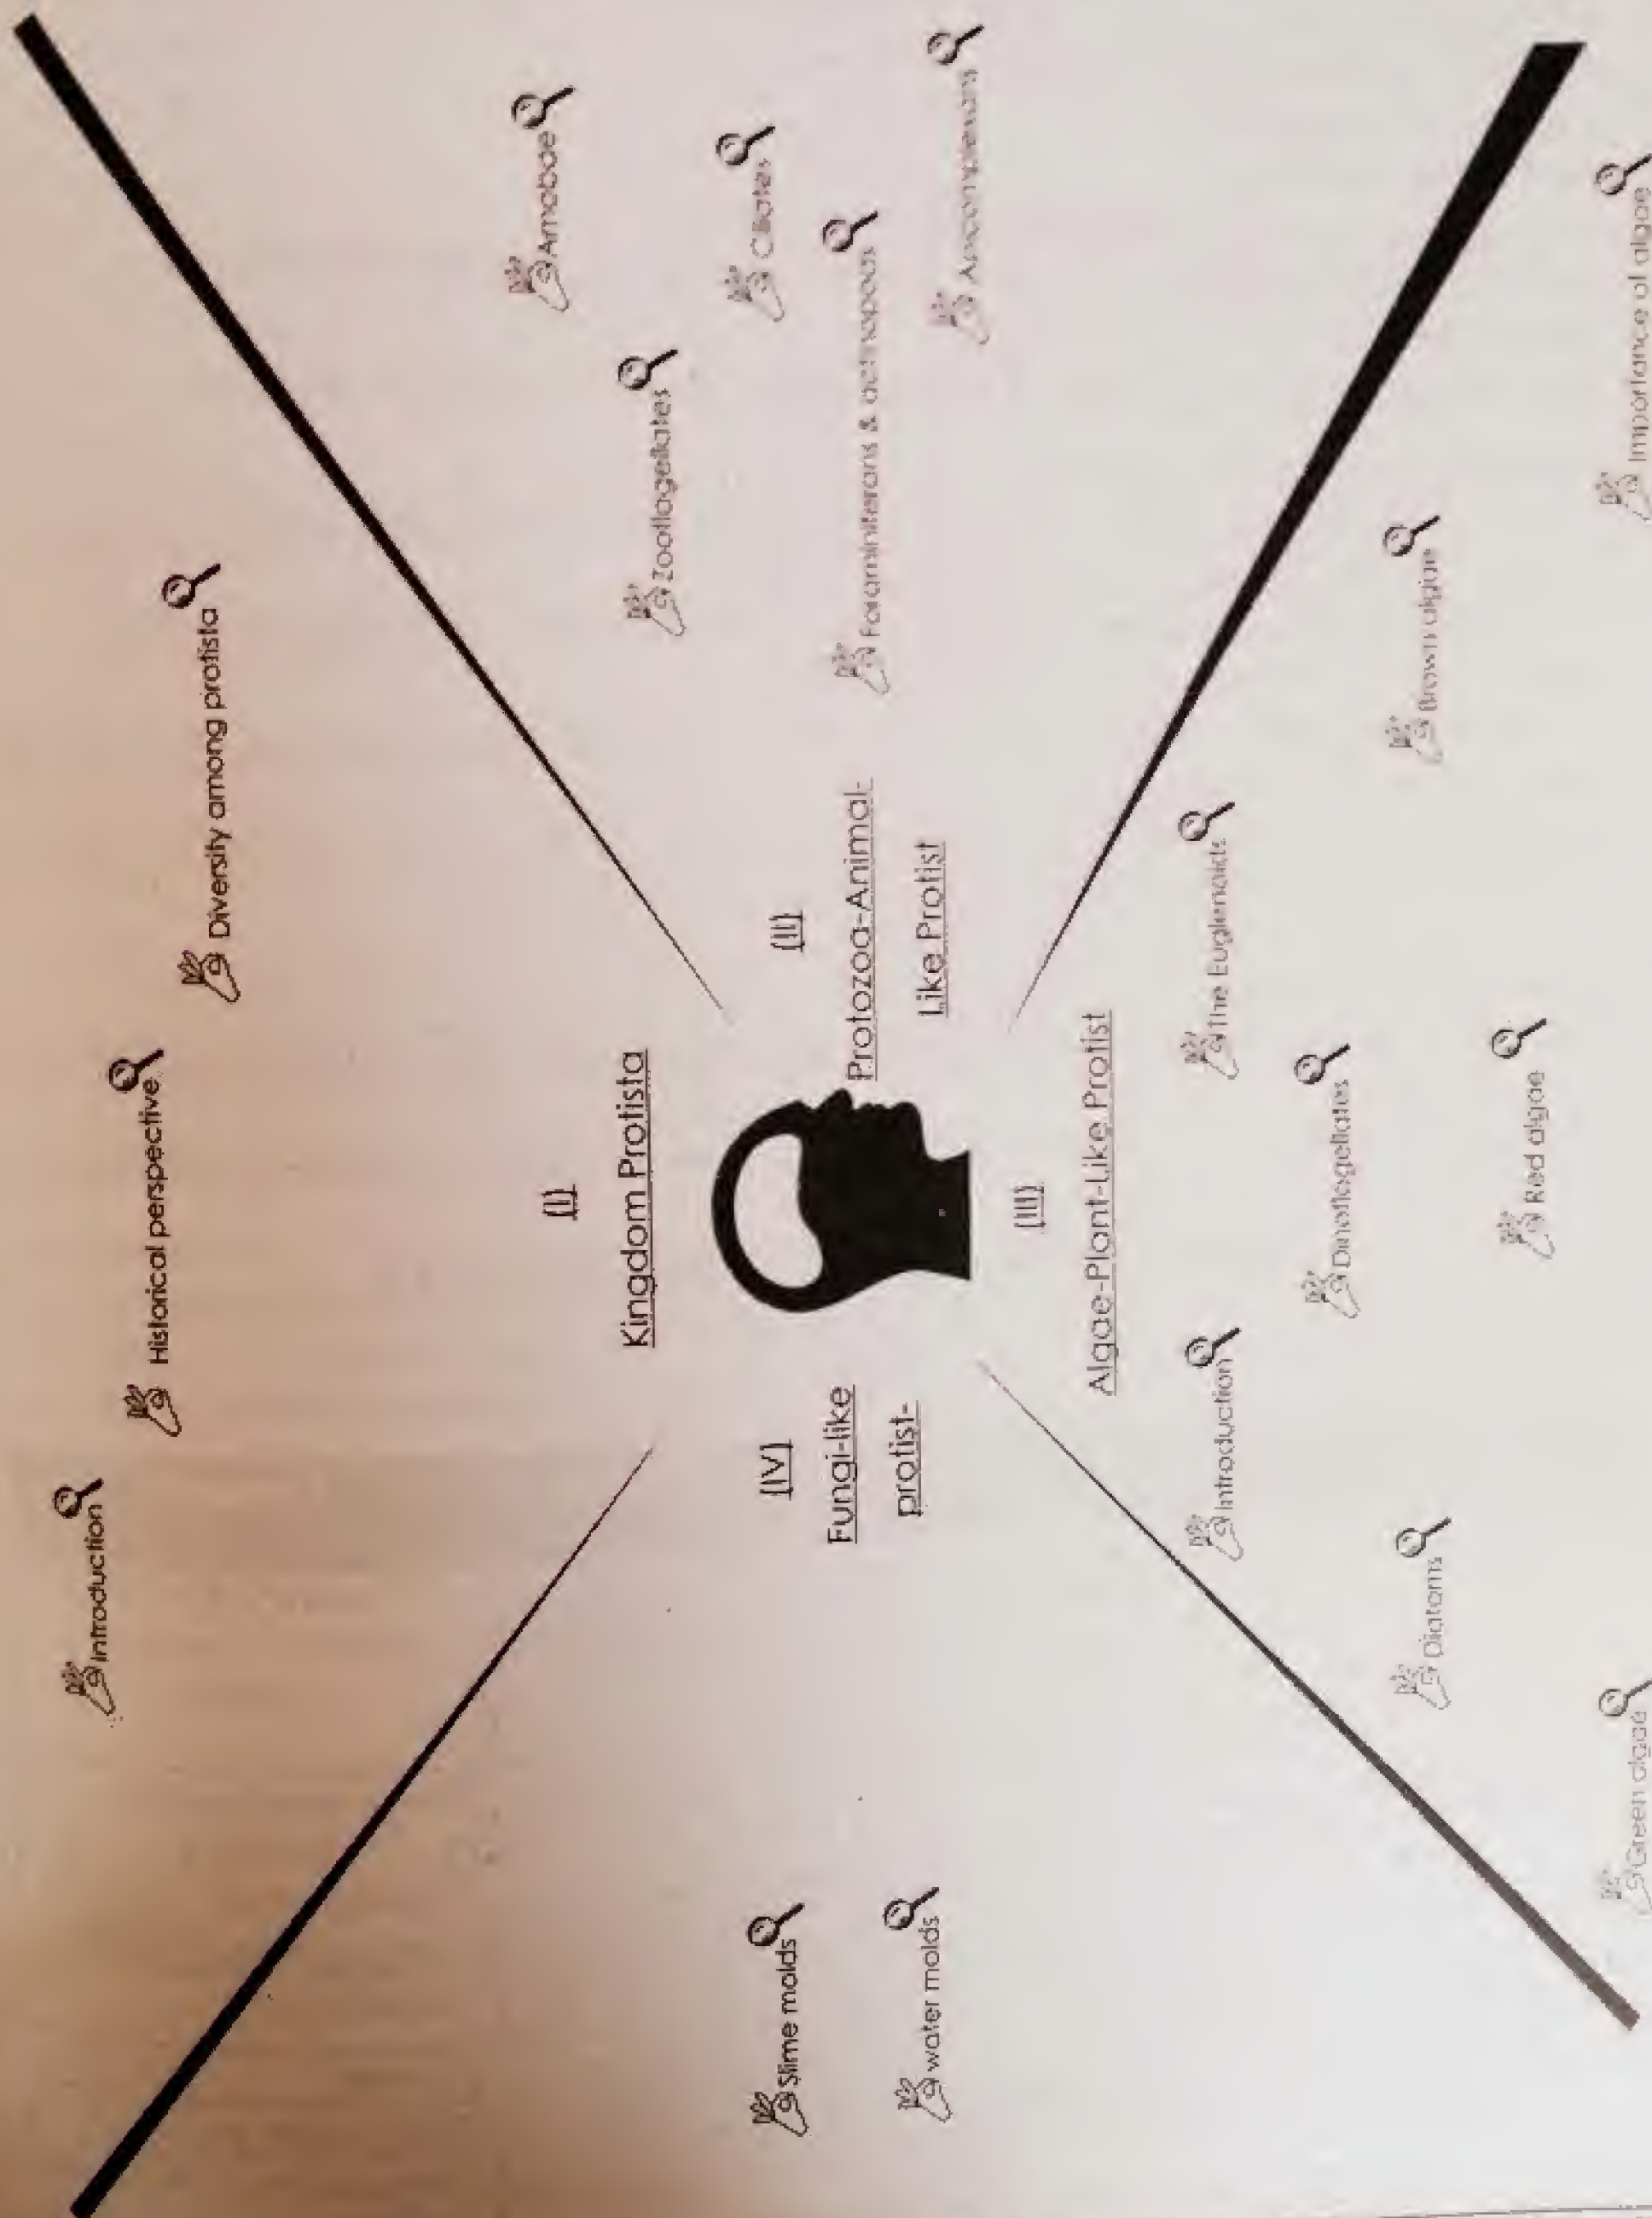 Introduction
Historical perspective
Diversity among protista
(I)
Kingdom Protista
(II)
Protozoa-Animal-
Like Protist
Amobae
Zooflagellates
Ciliates
Foraminiferans & actinopods
Apicomplexans
(III)
Algae-Plant-Like Protist
Introduction
The Euglenoids
Dinoflagellates
Diatoms
Brown algae
Red algae
Green algae
Importance of algae
(IV)
Fungi-like
protist-
Slime molds
water molds